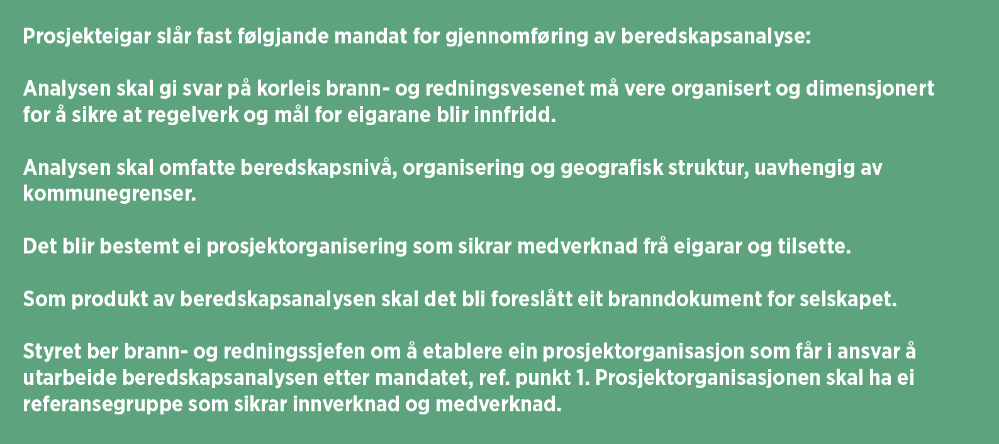 Prosjekteigar slår fast følgjande mandat for gjennomføring av beredskapsanalyse:
Analysen skal gi svar på korleis brann- og redningsvesenet må vere organisert og dimensjonert
for å sikre at regelverk og mål for eigarane blir innfridd.
Analysen skal omfatte beredskapsnivå, organisering og geografisk struktur, uavhengig av
kommunegrenser.
Det blir bestemt ei prosjektorganisering som sikrar medverknad frå eigarar og tilsette.
Som produkt av beredskapsanalysen skal det bli foreslått eit branndokument for selskapet.
Styret ber brann- og redningssjefen om å etablere ein prosjektorganisasjon som får i ansvar å
utarbeide beredskapsanalysen etter mandatet, ref. punkt 1. Prosjektorganisasjonen skal ha ei
referansegruppe som sikrar innverknad og medverknad.